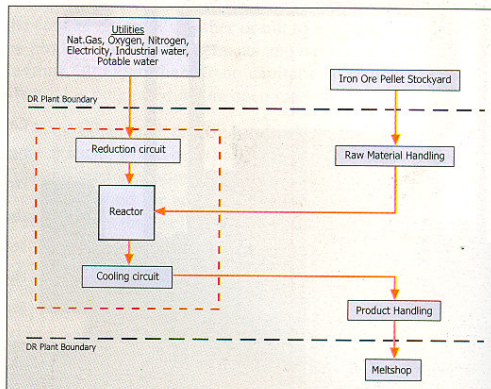 Utilities
Nat.Gas, Oxygen, Nitrogen,
Electricity, Industrial water,
Potable water
Iron Ore Pellet Stockyard
DR Plant Boundary
Reduction circuit
Raw Material Handling
Reactor
Cooling circuit
Product Handling
DR Plant Boundary
Meltshop